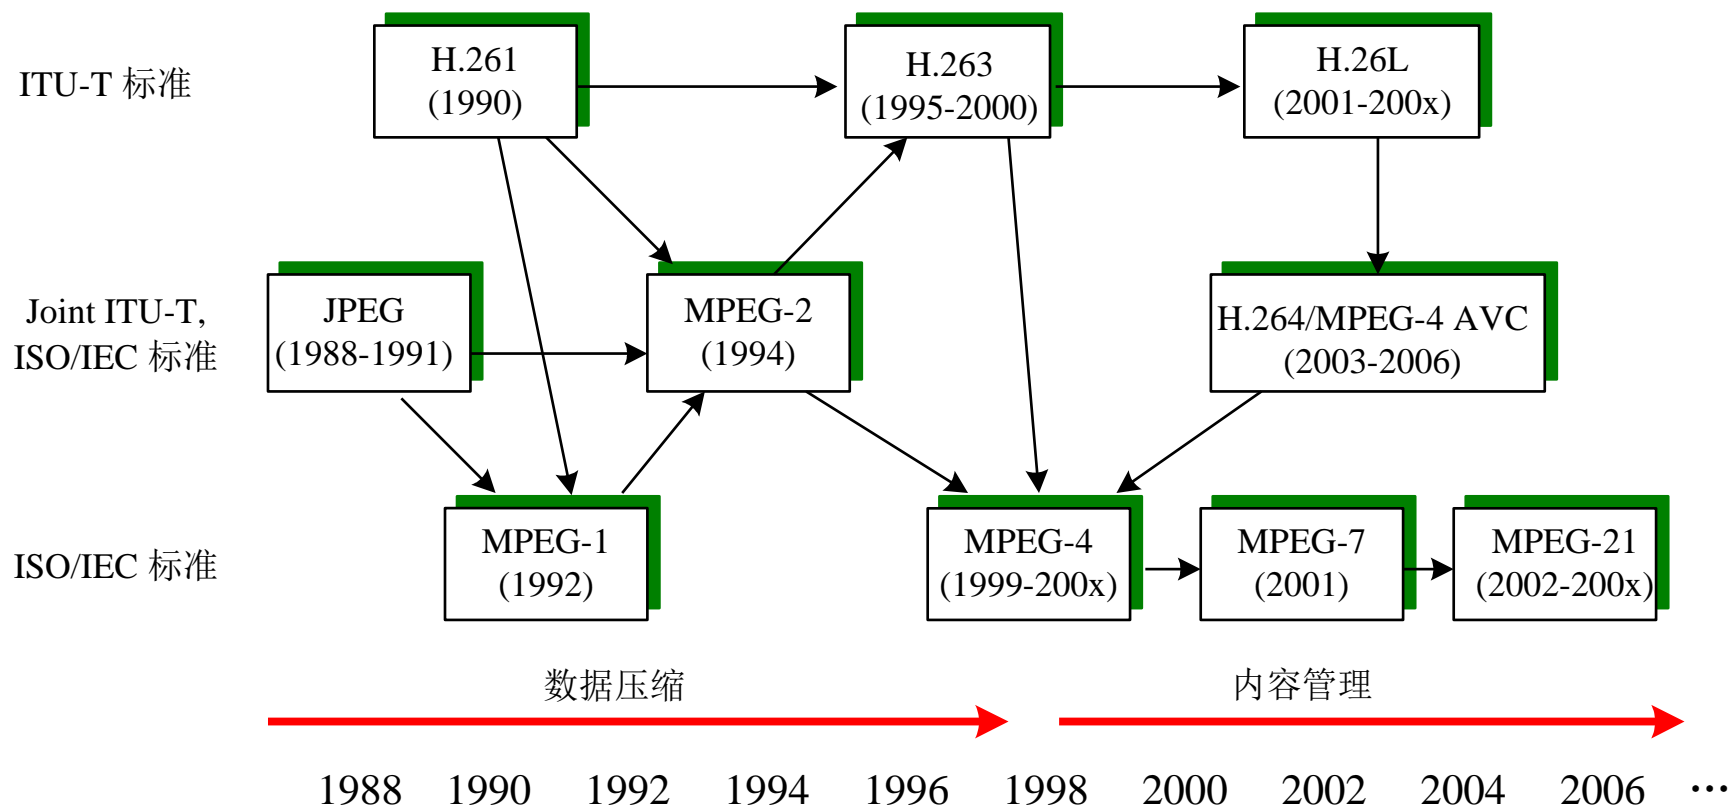 ITU-T 标准
H.261
(1990)
H.263
(1995-2000)
H.26L
(2001-200x)
Joint ITU-T,
ISO/IEC 标准
JPEG
(1988-1991)
MPEG-2
(1994)
H.264/MPEG-4 AVC
(2003-2006)
ISO/IEC 标准
MPEG-1
(1992)
MPEG-4
(1999-200x)
MPEG-7
(2001)
MPEG-21
(2002-200x)
数据压缩
内容管理
1988 1990 1992 1994 1996 1998 2000 2002 2004 2006 ···